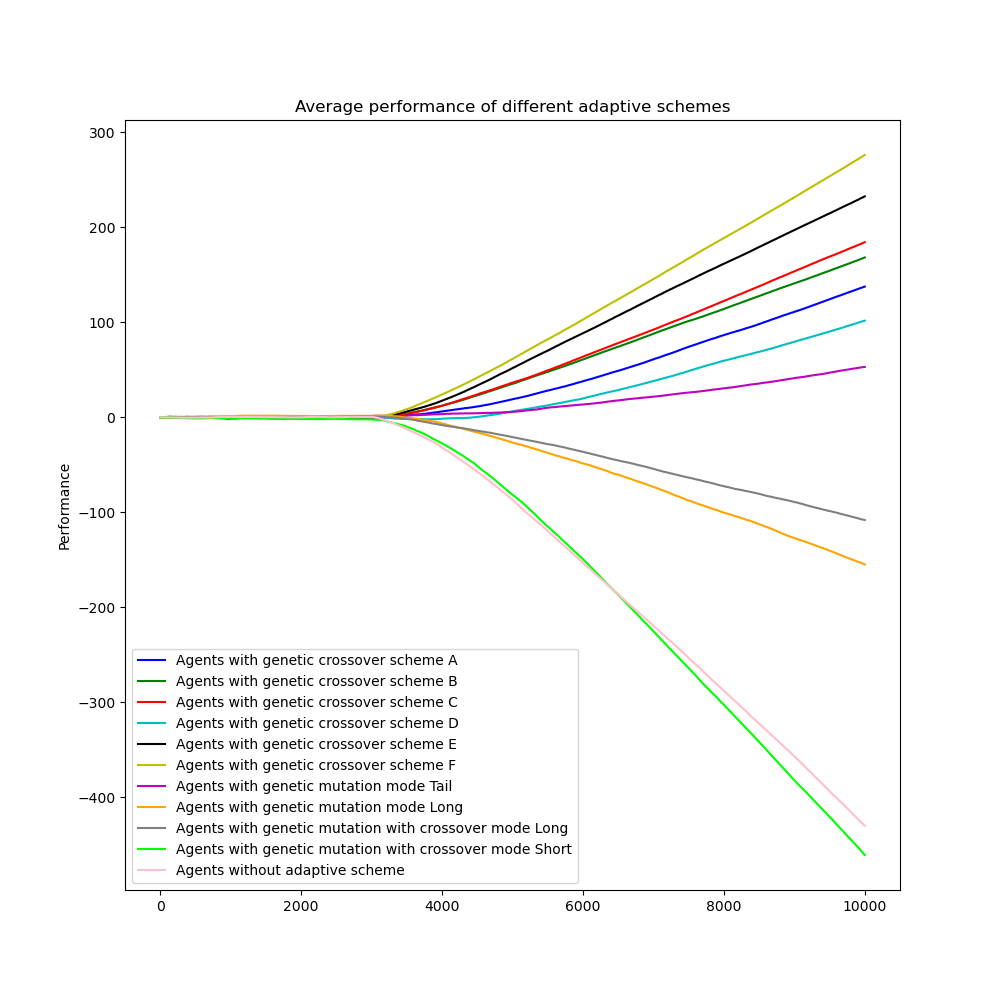 Average performance of different adaptive schemes
300
200
100
0
−100
−200
−300
−400
Performance
Agents with genetic crossover scheme A
Agents with genetic crossover scheme B
Agents with genetic crossover scheme C
Agents with genetic crossover scheme D
Agents with genetic crossover scheme E
Agents with genetic crossover scheme F
Agents with genetic mutation mode Tail
Agents with genetic mutation mode Long
Agents with genetic mutation with crossover mode Long
Agents with genetic mutation with crossover mode Short
Agents without adaptive scheme
0 2000 4000 6000 8000 10000